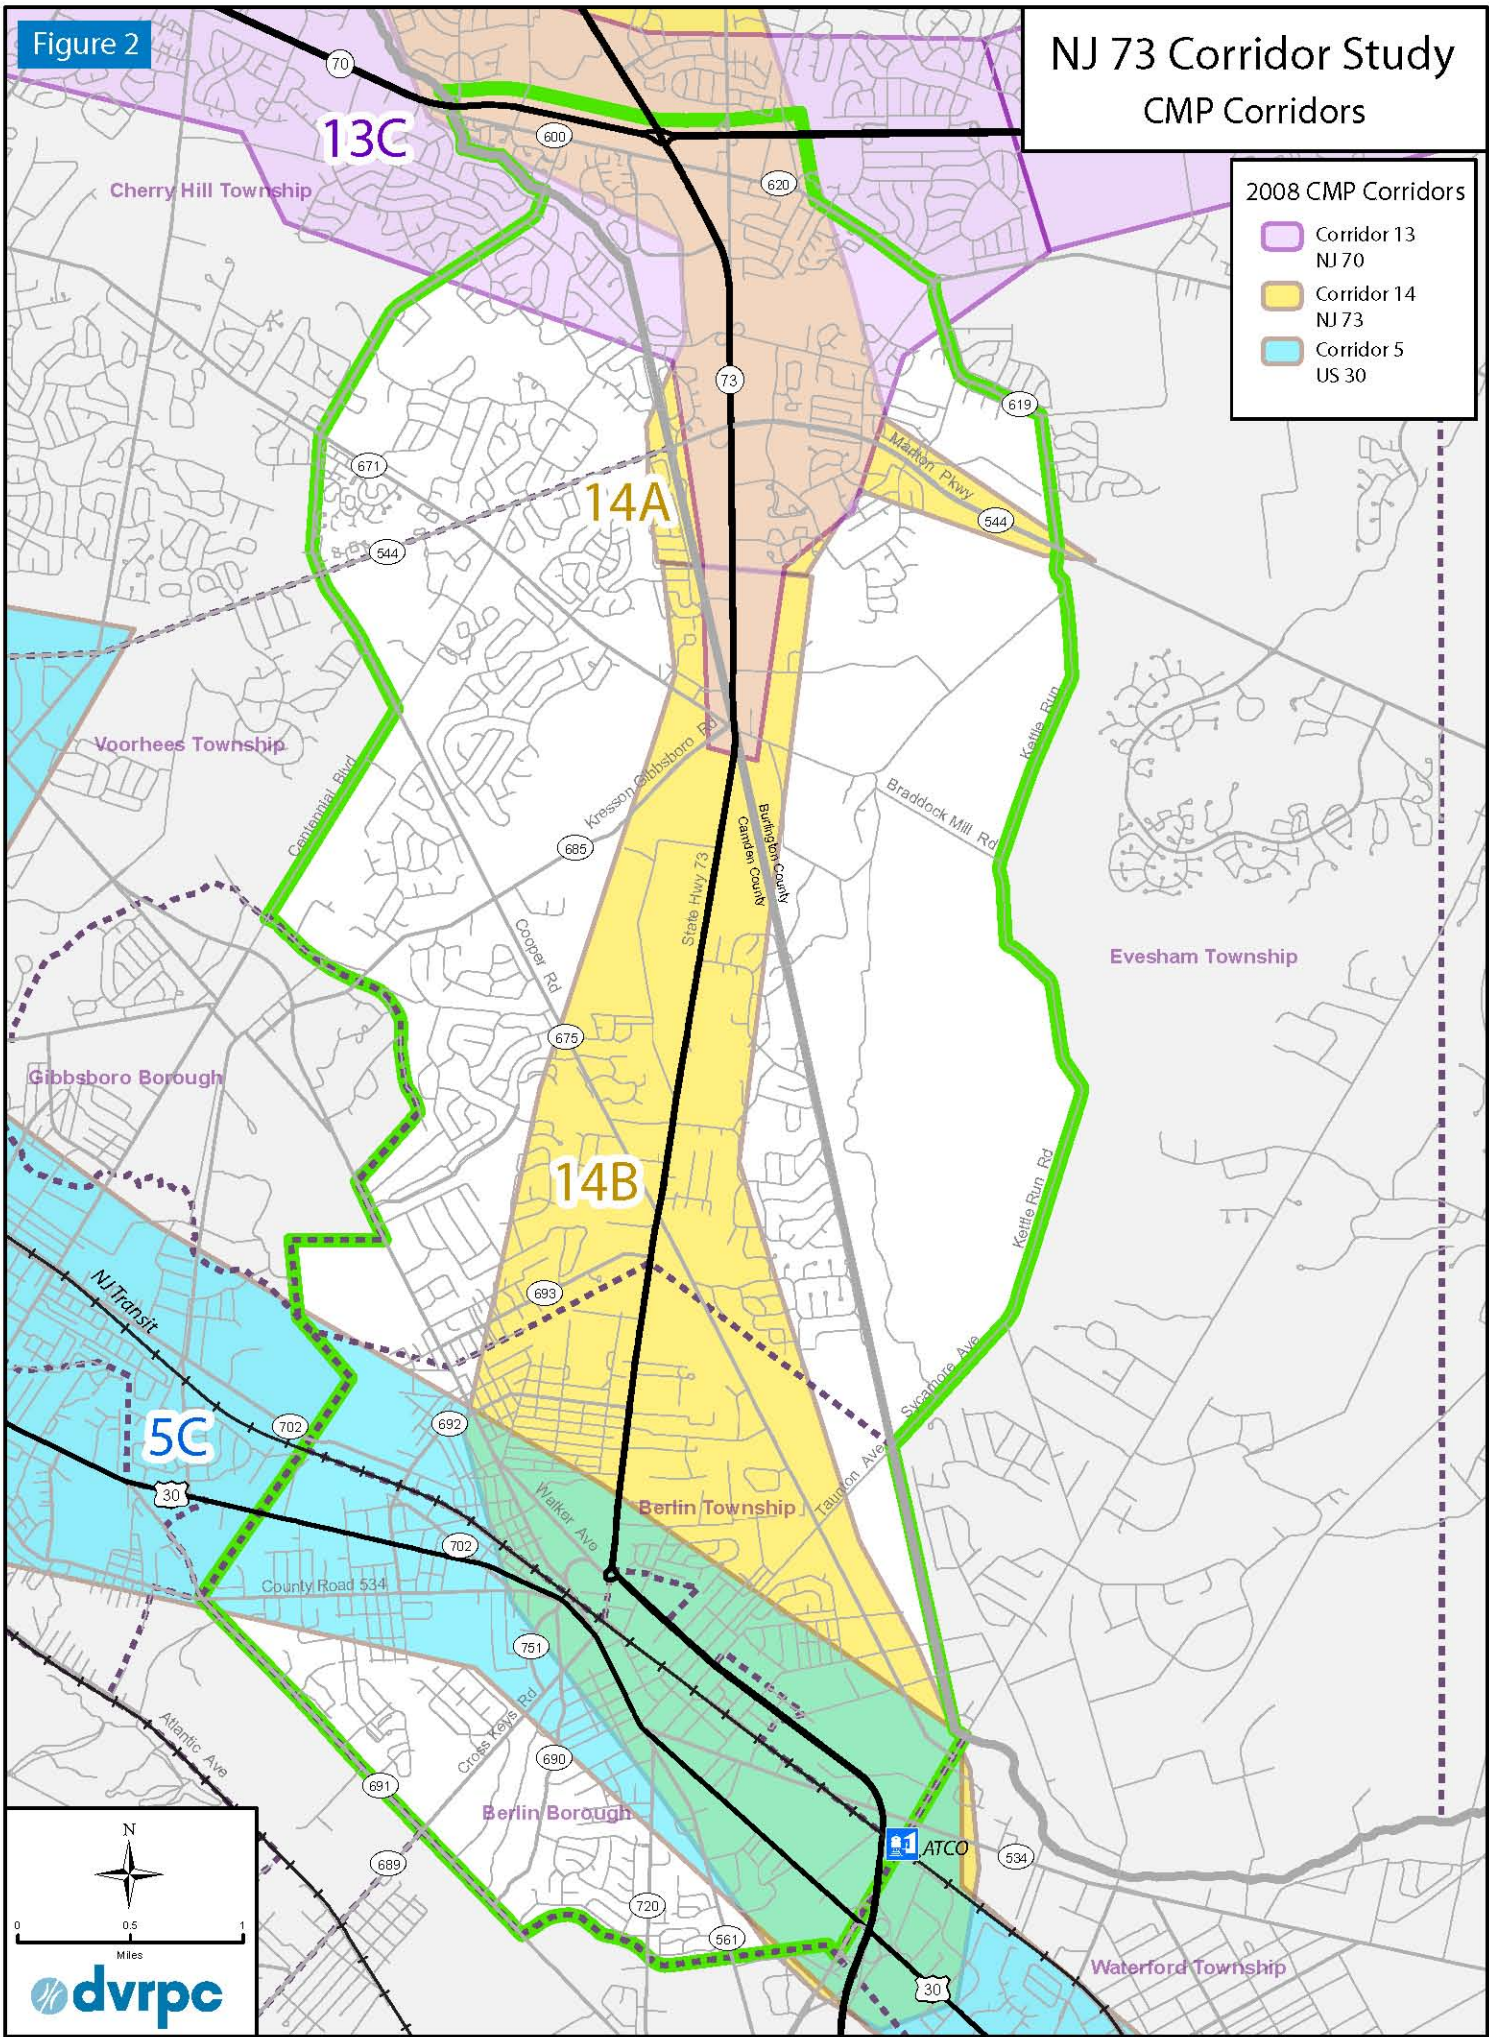 Figure 2
NJ 73 Corridor Study
CMP Corridors
2008 CMP Corridors
Corridor 13
NJ 70
Corridor 14
NJ 73
Corridor 5
US 30
70
13C
600
620
Cherry Hill Township
73
619
671
14A
Marlton Pkwy
544
544
Voorhees Township
Centennial Blvd
Kresson Gibbsboro Rd
685
Kettle Run
Braddock Mill Rd
Burlington County
Camden County
State Hwy 73
Cooper Rd
Evesham Township
675
Gibbsboro Borough
14B
Kettle Run Rd
693
NJ Transit
Sycamore Ave
5C
702
692
30
Walker Ave
Berlin Township
Taunton Ave
702
County Road 534
751
Cross Keys Rd
690
Atlantic Ave
691
Berlin Borough
689
ATCO
534
720
561
30
Waterford Township
N
0
0.5
1
Miles
dvrpc